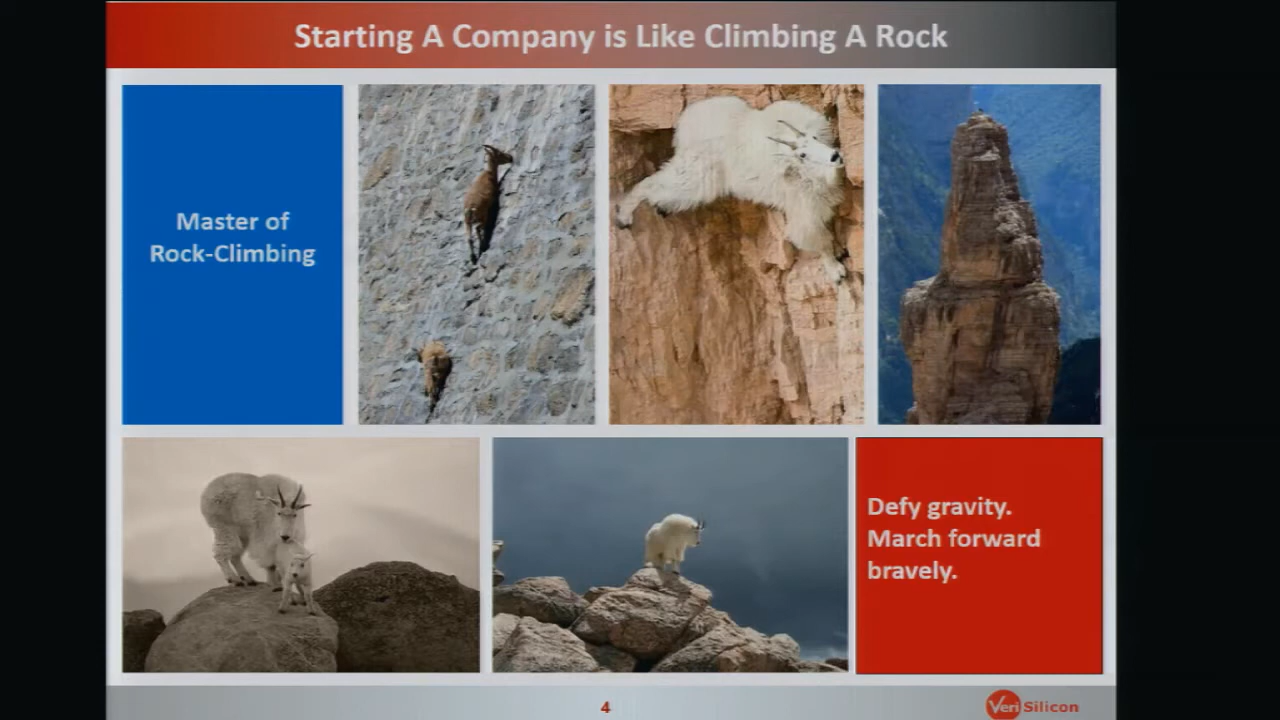 Starting A Company is Like Climbing A Rock
Master of
Rock-Climbing
Defy gravity.
March forward
bravely.
4
VeriSilicon